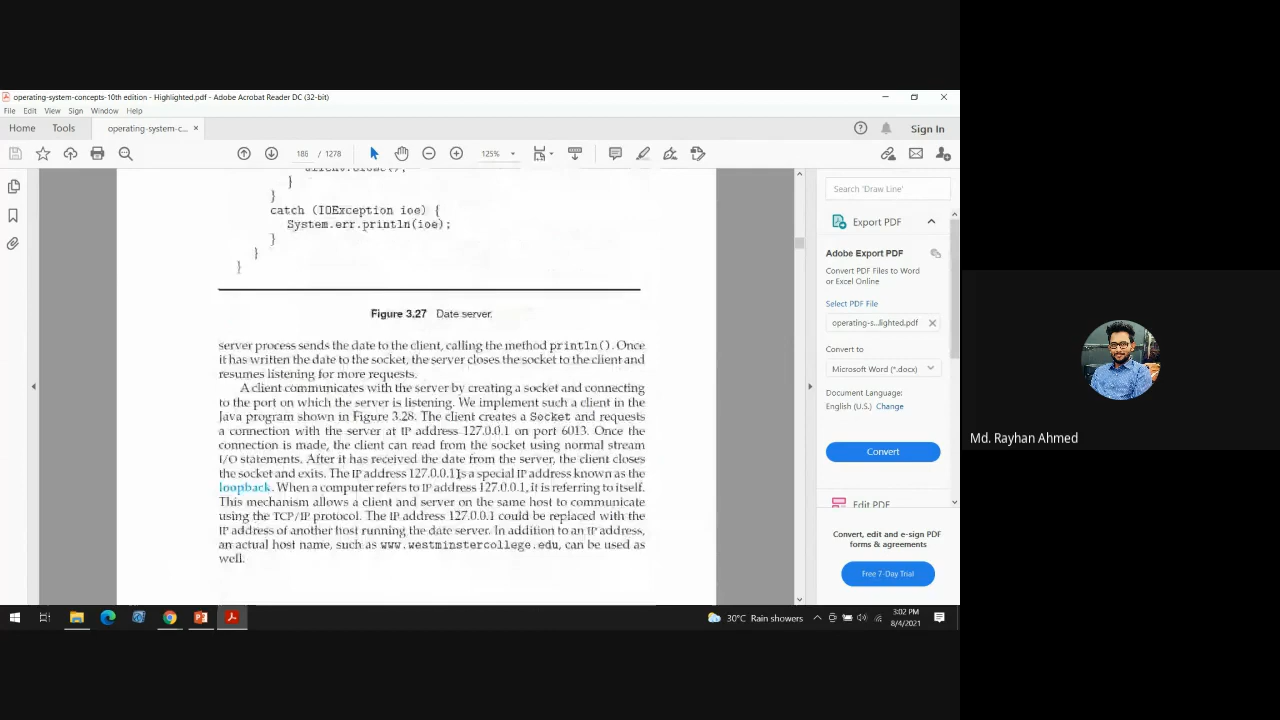 operating-system-concepts-10th edition - Highlighted.pdf - Adobe Acrobat Reader DC (32-bit)
File Edit View Sign Window Help
Home Tools operating-system-c... × Sign In
186 / 1278 125%
}
}
catch (IOException ioe) {
System.err.println(ioe);
}
}
}
Figure 3.27 Date server.
server process sends the date to the client, calling the method println(). Once
it has written the date to the socket, the server closes the socket to the client and
resumes listening for more requests.
A client communicates with the server by creating a socket and connecting
to the port on which the server is listening. We implement such a client in the
Java program shown in Figure 3.28. The client creates a Socket and requests
a connection with the server at IP address 127.0.0.1 on port 6013. Once the
connection is made, the client can read from the socket using normal stream
I/O statements. After it has received the date from the server, the client closes
the socket and exits. The IP address 127.0.0.1 is a special IP address known as the
loopback. When a computer refers to IP address 127.0.0.1, it is referring to itself.
This mechanism allows a client and server on the same host to communicate
using the TCP/IP protocol. The IP address 127.0.0.1 could be replaced with the
IP address of another host running the date server. In addition to an IP address,
an actual host name, such as www.westminstercollege.edu, can be used as
well.
Search 'Draw Line'
Export PDF
Adobe Export PDF
Convert PDF Files to Word
or Excel Online
Select PDF File
operating-s...lighted.pdf
Convert to
Microsoft Word (*.docx)
Document Language:
English (U.S.) Change
Convert
Edit PDF
Convert, edit and e-sign PDF
forms & agreements
Free 7-Day Trial
30°C Rain showers
3:02 PM
8/4/2021
Md. Rayhan Ahmed